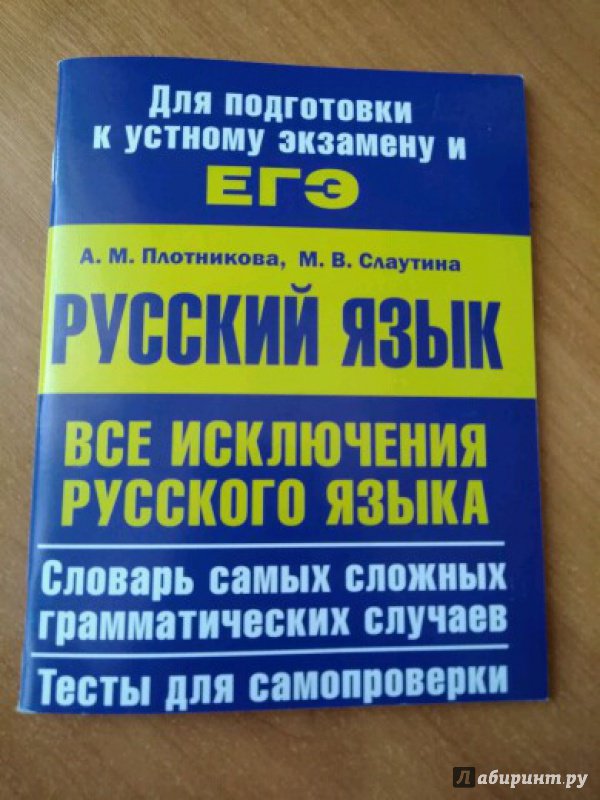 Для подготовки
к устному экзамену и
ЕГЭ
А. М. Плотникова, М. В. Слаутина
РУССКИЙ ЯЗЫК
ВСЕ ИСКЛЮЧЕНИЯ
РУССКОГО ЯЗЫКА
Словарь самых сложных
грамматических случаев
Тесты для самопроверки
Лабиринт.ру